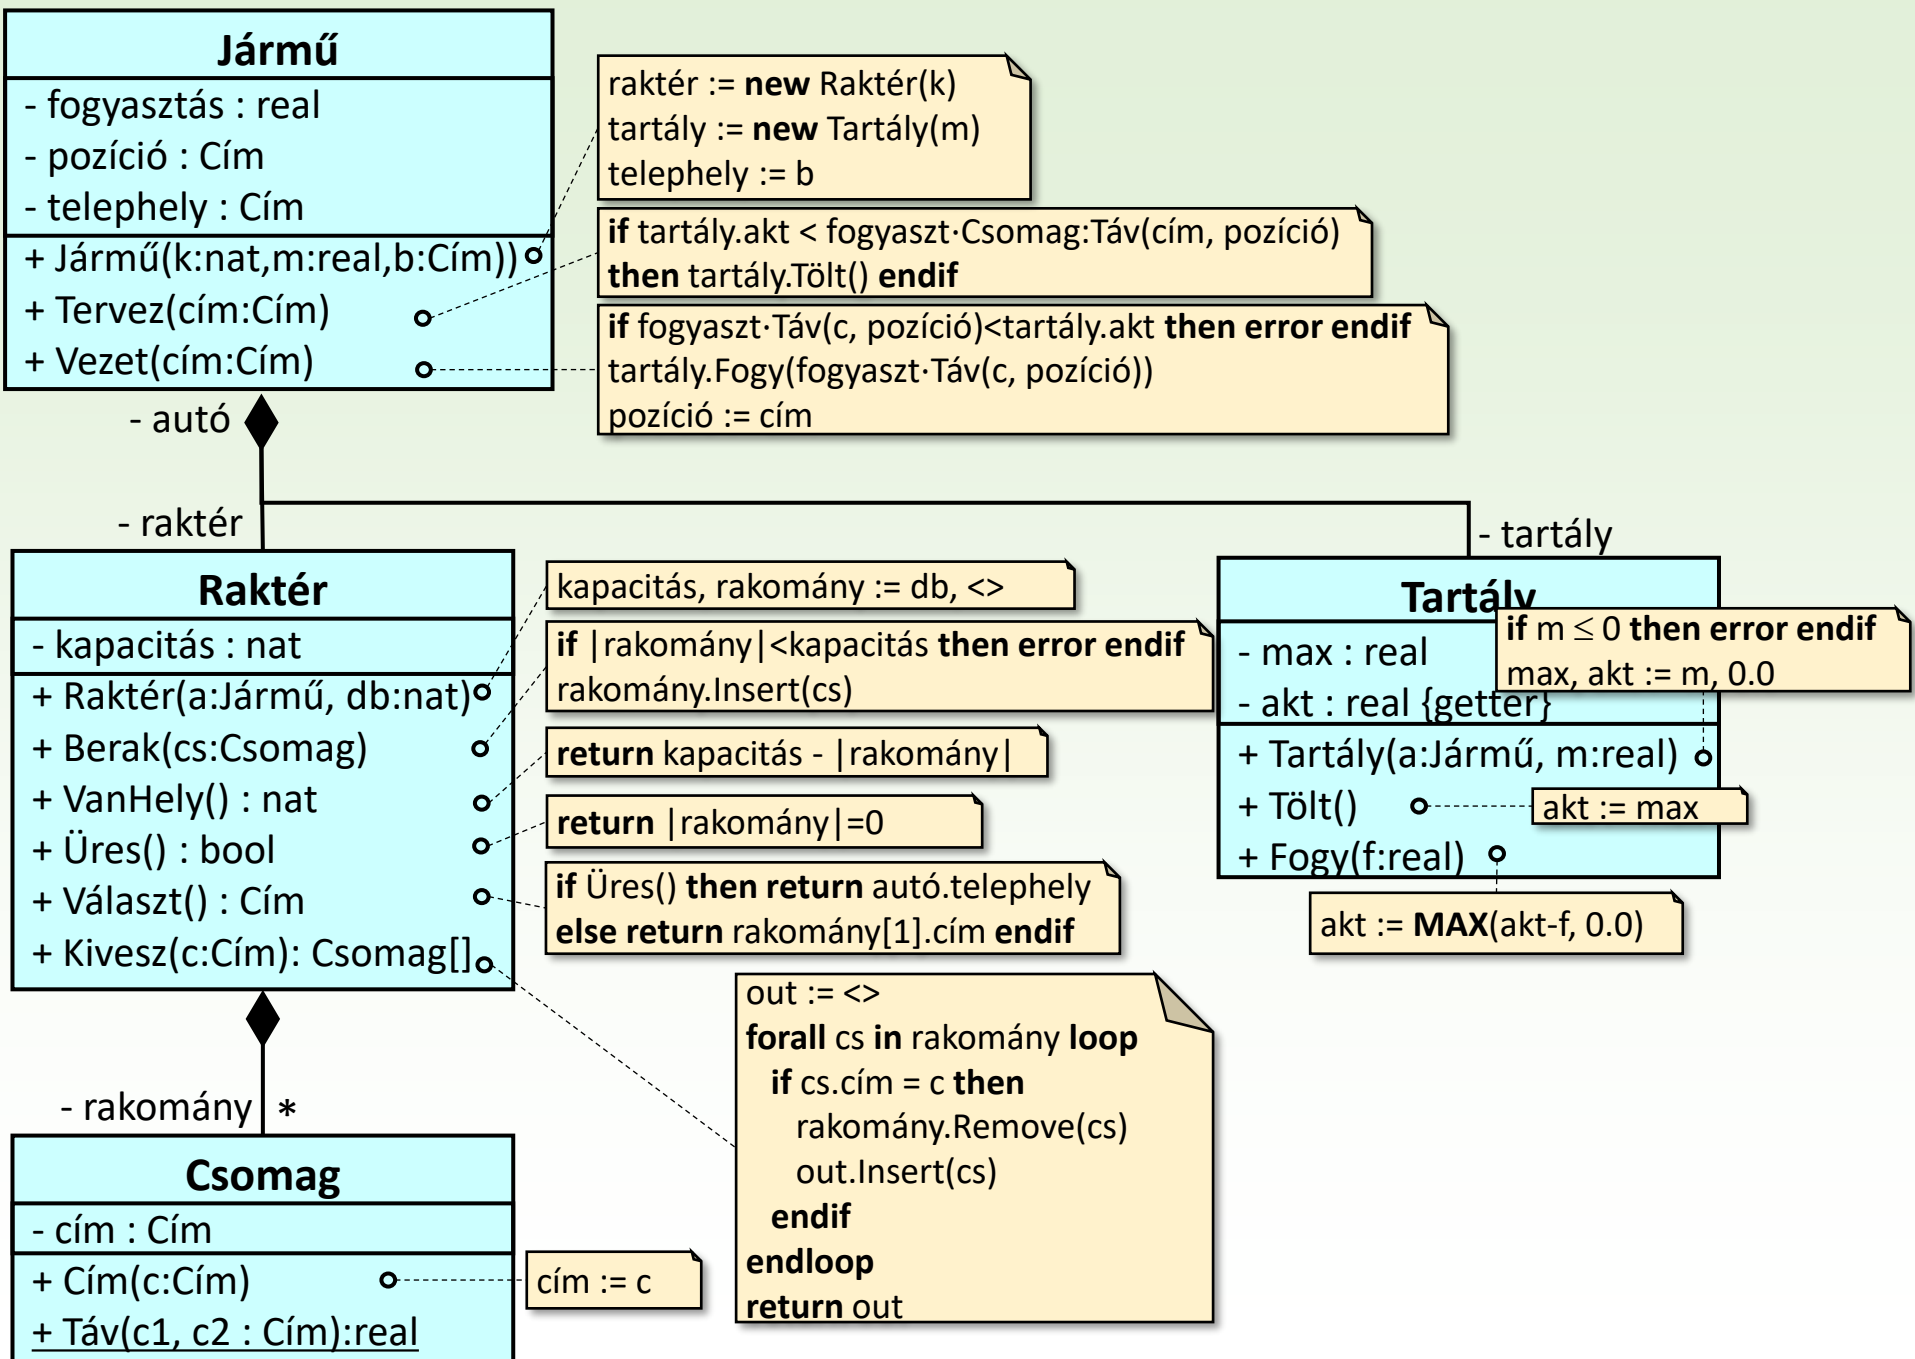 Jármű
- fogyasztás : real
- pozíció : Cím
- telephely : Cím
+ Jármű(k:nat,m:real,b:Cím))
+ Tervez(cím:Cím)
+ Vezet(cím:Cím)
raktér := new Raktér(k)
tartály := new Tartály(m)
telephely := b
if tartály.akt < fogyaszt·Csomag:Táv(cím, pozíció)
then tartály.Tölt() endif
if fogyaszt·Táv(c, pozíció)<tartály.akt then error endif
tartály.Fogy(fogyaszt·Táv(c, pozíció))
pozíció := cím
- autó
- raktér
- tartály
Raktér
- kapacitás : nat
+ Raktér(a:Jármű, db:nat)
+ Berak(cs:Csomag)
+ VanHely() : nat
+ Üres() : bool
+ Választ() : Cím
+ Kivesz(c:Cím): Csomag[]
kapacitás, rakomány := db, <>
if |rakomány|<kapacitás then error endif
rakomány.Insert(cs)
return kapacitás - |rakomány|
return |rakomány|=0
if Üres() then return autó.telephely
else return rakomány[1].cím endif
out := <>
forall cs in rakomány loop
if cs.cím = c then
rakomány.Remove(cs)
out.Insert(cs)
endif
endloop
return out
Tartály
- max : real
- akt : real {getter}
+ Tartály(a:Jármű, m:real)
+ Tölt()
+ Fogy(f:real)
if m ≤ 0 then error endif
max, akt := m, 0.0
akt := max
akt := MAX(akt-f, 0.0)
- rakomány *
Csomag
- cím : Cím
+ Cím(c:Cím)
+ Táv(c1, c2 : Cím):real
cím := c